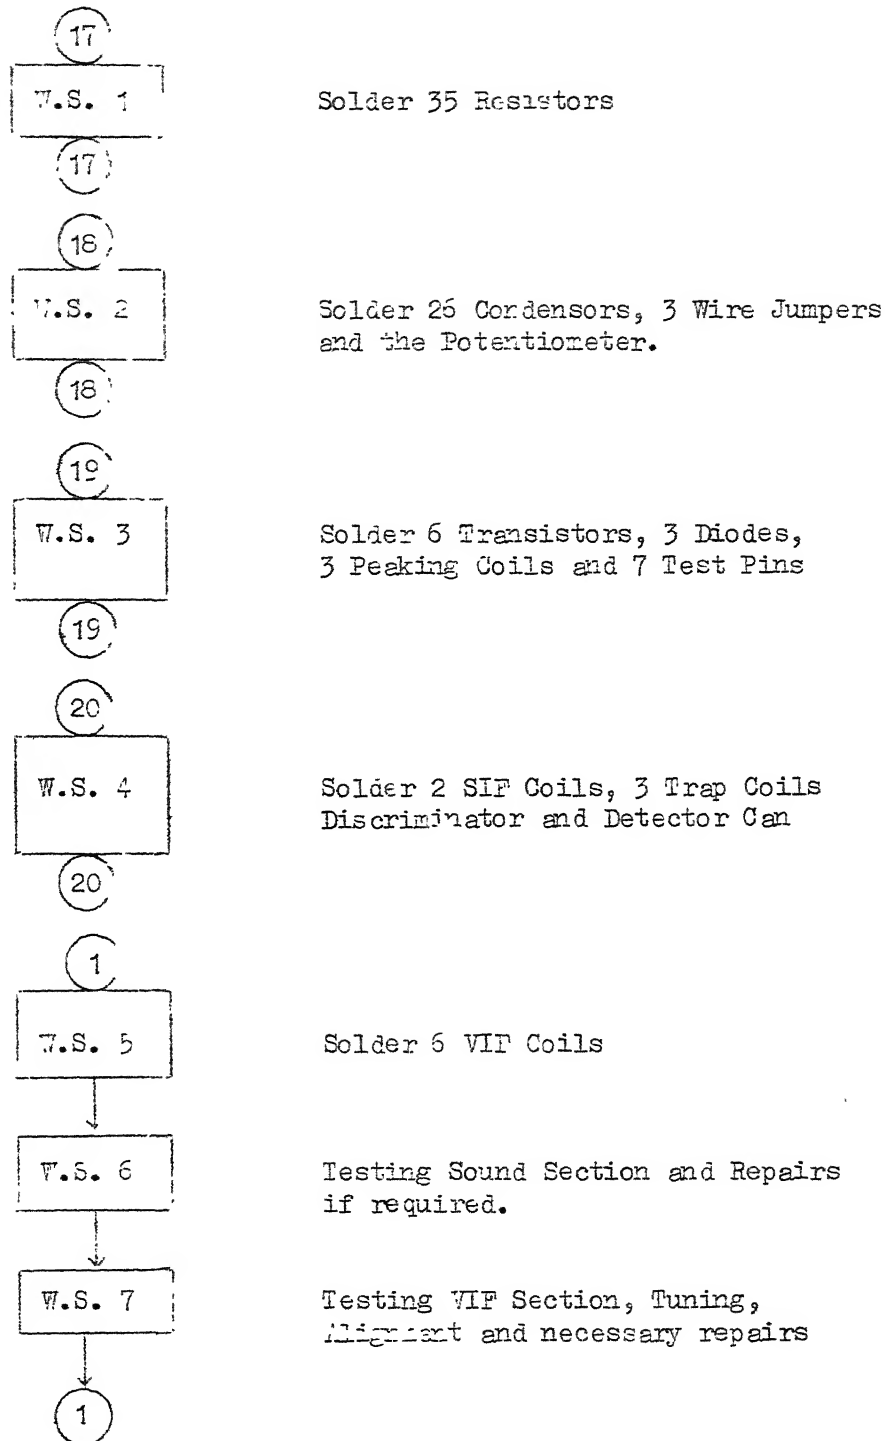 17
W.S. 1
Solder 35 Resistors
17
18
W.S. 2
Solder 26 Condensors, 3 Wire Jumpers
and the Potentiometer.
18
19
W.S. 3
Solder 6 Transistors, 3 Diodes,
3 Peaking Coils and 7 Test Pins
19
20
W.S. 4
Solder 2 SIF Coils, 3 Trap Coils
Discriminator and Detector Can
20
1
W.S. 5
Solder 6 VIF Coils
W.S. 6
Testing Sound Section and Repairs
if required.
W.S. 7
Testing VIF Section, Tuning,
and necessary repairs
1